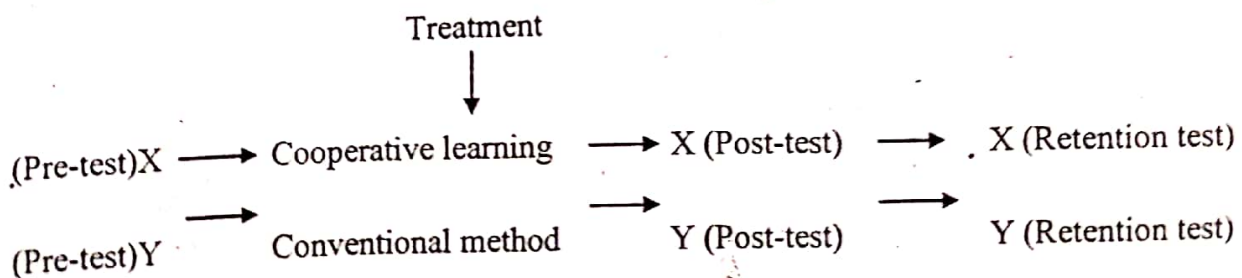 Treatment
(Pre-test)X Cooperative learning X (Post-test) X (Retention test)
(Pre-test)Y Conventional method Y (Post-test) Y (Retention test)